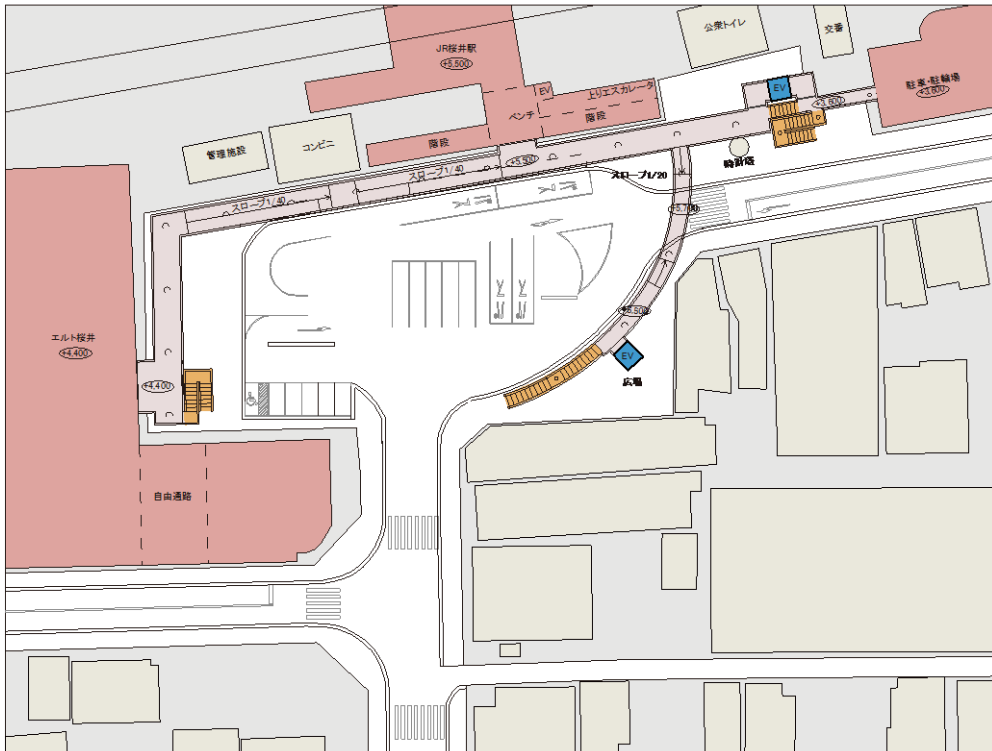 公衆トイレ
交番
JR桜井駅
+5,500
駐車・駐輪場
+3,600
EV
上りエスカレータ
EV
+3,600
ベンチ
階段
階段
管理施設
コンビニ
時計塔
+5,500
スロープ1/40
スロープ1/20
スロープ1/40
+5,700
+5,500
エルト桜井
+4,400
EV
広場
+4,400
自由通路